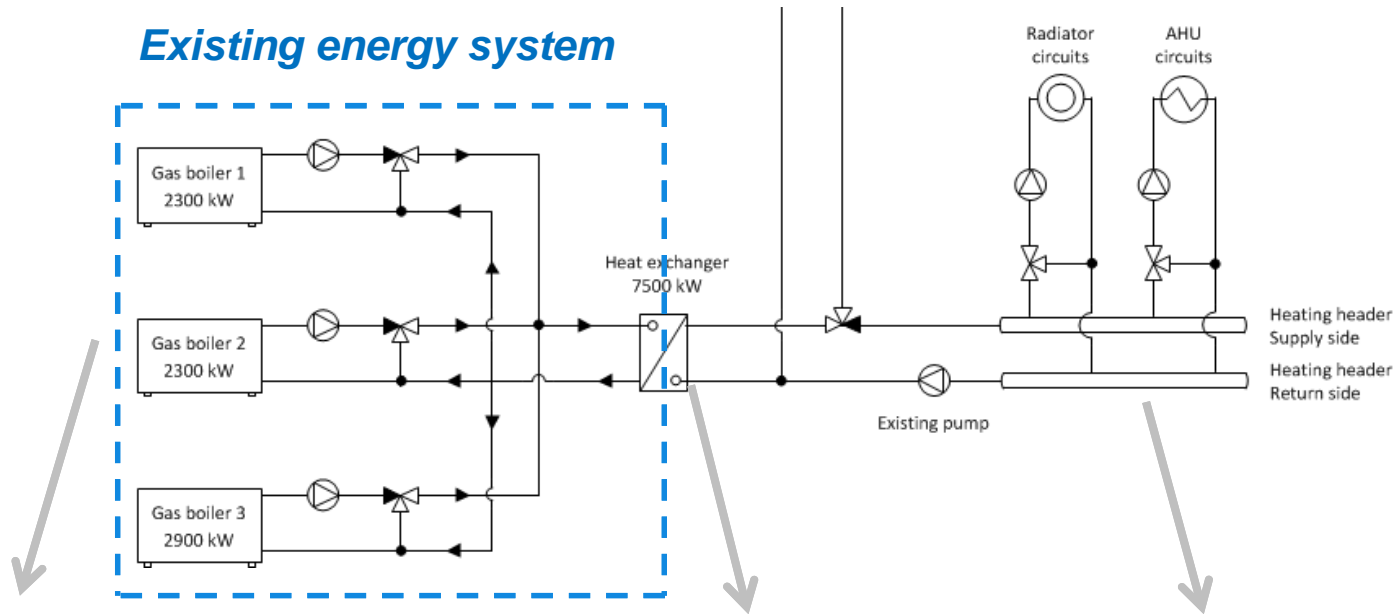 Existing energy system
Radiator
circuits
AHU
circuits
Gas boiler 1
2300 kW
Heat exchanger
7500 kW
Gas boiler 2
2300 kW
Heating header
Supply side
Heating header
Return side
Existing pump
Gas boiler 3
2900 kW